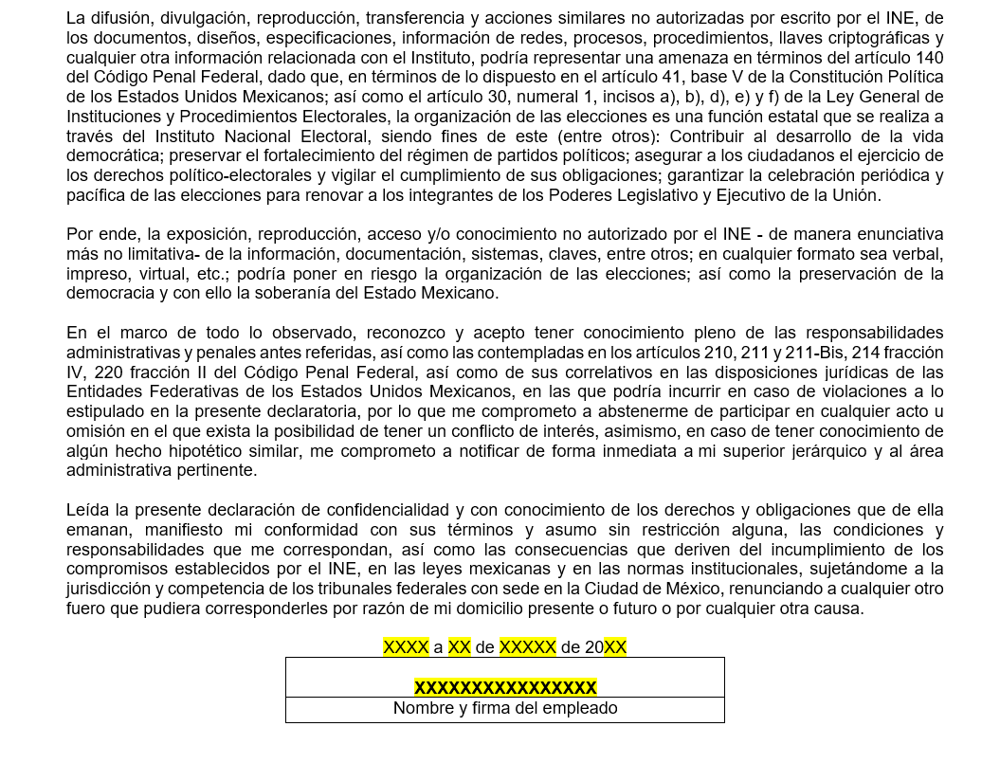 La difusión, divulgación, reproducción, transferencia y acciones similares no autorizadas por escrito por el INE, de
los documentos, diseños, especificaciones, información de redes, procesos, procedimientos, llaves criptográficas y
cualquier otra información relacionada con el Instituto, podría representar una amenaza en términos del artículo 140
del Código Penal Federal, dado que, en términos de lo dispuesto en el artículo 41, base V de la Constitución Política
de los Estados Unidos Mexicanos; así como el artículo 30, numeral 1, incisos a), b), d), e) y f) de la Ley General de
Instituciones y Procedimientos Electorales, la organización de las elecciones es una función estatal que se realiza a
través del Instituto Nacional Electoral, siendo fines de este (entre otros): Contribuir al desarrollo de la vida
democrática; preservar el fortalecimiento del régimen de partidos políticos; asegurar a los ciudadanos el ejercicio de
los derechos político-electorales y vigilar el cumplimiento de sus obligaciones; garantizar la celebración periódica y
pacífica de las elecciones para renovar a los integrantes de los Poderes Legislativo y Ejecutivo de la Unión.
Por ende, la exposición, reproducción, acceso y/o conocimiento no autorizado por el INE - de manera enunciativa
más no limitativa- de la información, documentación, sistemas, claves, entre otros; en cualquier formato sea verbal,
impreso, virtual, etc.; podría poner en riesgo la organización de las elecciones; así como la preservación de la
democracia y con ello la soberanía del Estado Mexicano.
En el marco de todo lo observado, reconozco y acepto tener conocimiento pleno de las responsabilidades
administrativas y penales antes referidas, así como las contempladas en los artículos 210, 211 y 211-Bis, 214 fracción
IV, 220 fracción II del Código Penal Federal, así como de sus correlativos en las disposiciones jurídicas de las
Entidades Federativas de los Estados Unidos Mexicanos, en las que podría incurrir en caso de violaciones a lo
estipulado en la presente declaratoria, por lo que me comprometo a abstenerme de participar en cualquier acto u
omisión en el que exista la posibilidad de tener un conflicto de interés, asimismo, en caso de tener conocimiento de
algún hecho hipotético similar, me comprometo a notificar de forma inmediata a mi superior jerárquico y al área
administrativa pertinente.
Leída la presente declaración de confidencialidad y con conocimiento de los derechos y obligaciones que de ella
emanan, manifiesto mi conformidad con sus términos y asumo sin restricción alguna, las condiciones y
responsabilidades que me correspondan, así como las consecuencias que deriven del incumplimiento de los
compromisos establecidos por el INE, en las leyes mexicanas y en las normas institucionales, sujetándome a la
jurisdicción y competencia de los tribunales federales con sede en la Ciudad de México, renunciando a cualquier otro
fuero que pudiera corresponderles por razón de mi domicilio presente o futuro o por cualquier otra causa.
XXXX a XX de XXXXX de 20XX
XXXXXXXXXXXXXXXX
Nombre y firma del empleado